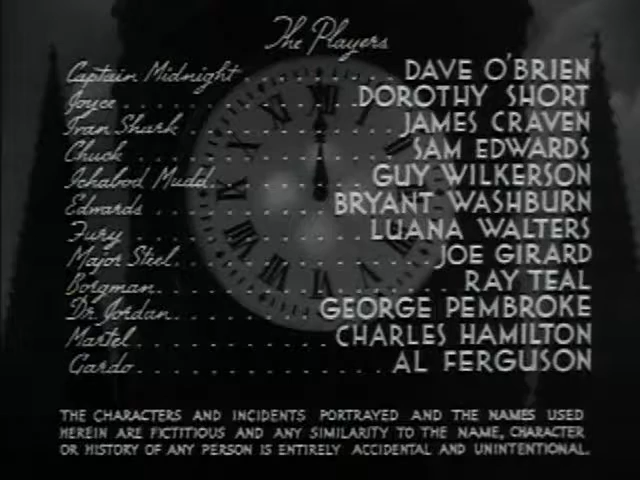 The Players
Captain Midnight . . . . . . . . . . DAVE O'BRIEN
Joyce . . . . . . . . . . . . . . . . . DOROTHY SHORT
Ivan Shark . . . . . . . . . . . . . . . JAMES CRAVEN
Chuck . . . . . . . . . . . . . . . . . . SAM EDWARDS
Ichabod Mudd . . . . . . . . . . . GUY WILKERSON
Edwards . . . . . . . . . . . . . BRYANT WASHBURN
Fury . . . . . . . . . . . . . . . . . LUANA WALTERS
Major Steel . . . . . . . . . . . . . . . . JOE GIRARD
Borgman . . . . . . . . . . . . . . . . . . . RAY TEAL
Dr. Jordan . . . . . . . . . . . GEORGE PEMBROKE
Martel . . . . . . . . . . . . . CHARLES HAMILTON
Gardo . . . . . . . . . . . . . . . . . . AL FERGUSON
THE CHARACTERS AND INCIDENTS PORTRAYED AND THE NAMES USED
HEREIN ARE FICTITIOUS AND ANY SIMILARITY TO THE NAME, CHARACTER
OR HISTORY OF ANY PERSON IS ENTIRELY ACCIDENTAL AND UNINTENTIONAL.